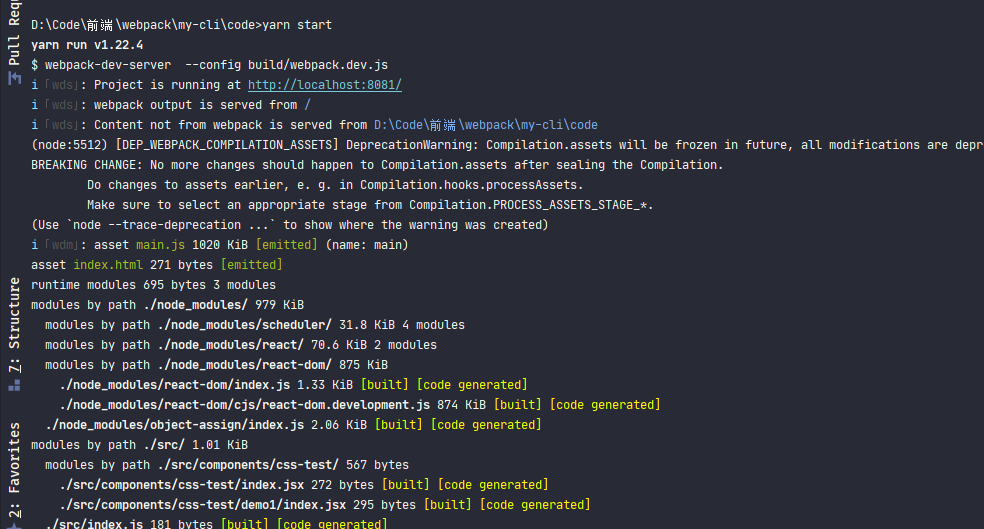 Pull Req
7: Structure
2: Favorites
D:\Code\前端\webpack\my-cli\code>yarn start
yarn run v1.22.4
$ webpack-dev-server  --config build/webpack.dev.js
i 「wds」: Project is running at http://localhost:8081/
i 「wds」: webpack output is served from /
i 「wds」: Content not from webpack is served from D:\Code\前端\webpack\my-cli\code
(node:5512) [DEP_WEBPACK_COMPILATION_ASSETS] DeprecationWarning: Compilation.assets will be frozen in future, all modifications are depr
BREAKING CHANGE: No more changes should happen to Compilation.assets after sealing the Compilation.
        Do changes to assets earlier, e. g. in Compilation.hooks.processAssets.
        Make sure to select an appropriate stage from Compilation.PROCESS_ASSETS_STAGE_*.
(Use `node --trace-deprecation ...` to show where the warning was created)
i 「wdm」: asset main.js 1020 KiB [emitted] (name: main)
asset index.html 271 bytes [emitted]
runtime modules 695 bytes 3 modules
modules by path ./node_modules/ 979 KiB
  modules by path ./node_modules/scheduler/ 31.8 KiB 4 modules
  modules by path ./node_modules/react/ 70.6 KiB 2 modules
  modules by path ./node_modules/react-dom/ 875 KiB
    ./node_modules/react-dom/index.js 1.33 KiB [built] [code generated]
    ./node_modules/react-dom/cjs/react-dom.development.js 874 KiB [built] [code generated]
  ./node_modules/object-assign/index.js 2.06 KiB [built] [code generated]
modules by path ./src/ 1.01 KiB
  modules by path ./src/components/css-test/ 567 bytes
    ./src/components/css-test/index.jsx 272 bytes [built] [code generated]
    ./src/components/css-test/demo1/index.jsx 295 bytes [built] [code generated]
  ./src/index.js 181 bytes [built] [code generated]